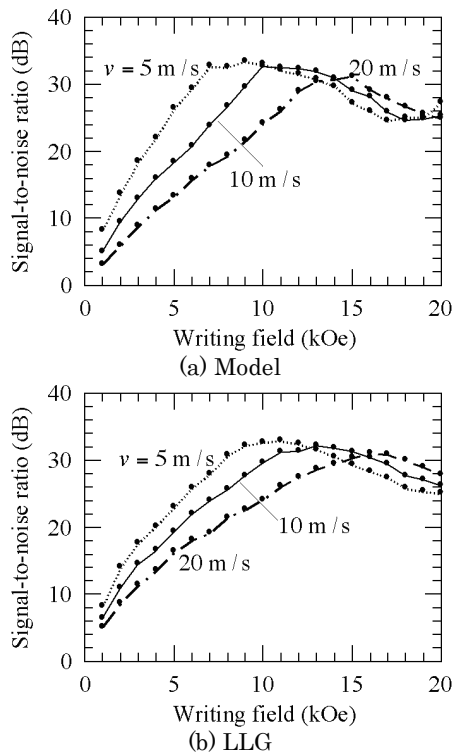 40
30
20
10
0
Signal-to-noise ratio (dB)
v = 5 m/s
20 m/s
10 m/s
0 5 10 15 20
Writing field (kOe)
(a) Model
40
30
20
10
0
Signal-to-noise ratio (dB)
v = 5 m/s
10 m/s
20 m/s
0 5 10 15 20
Writing field (kOe)
(b) LLG